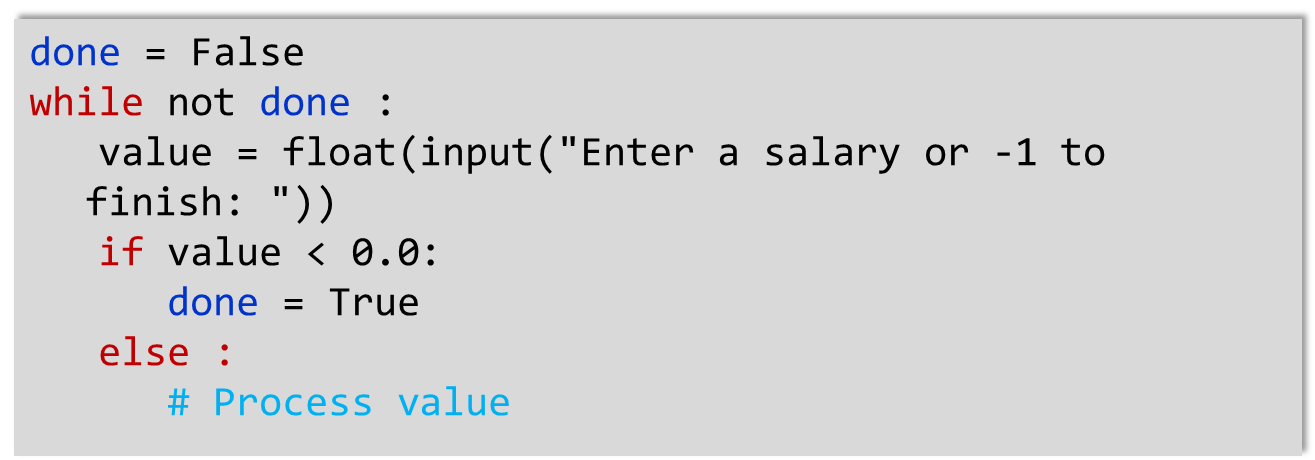 done = False
while not done :
   value = float(input("Enter a salary or -1 to
  finish: "))
   if value < 0.0:
      done = True
   else :
      # Process value